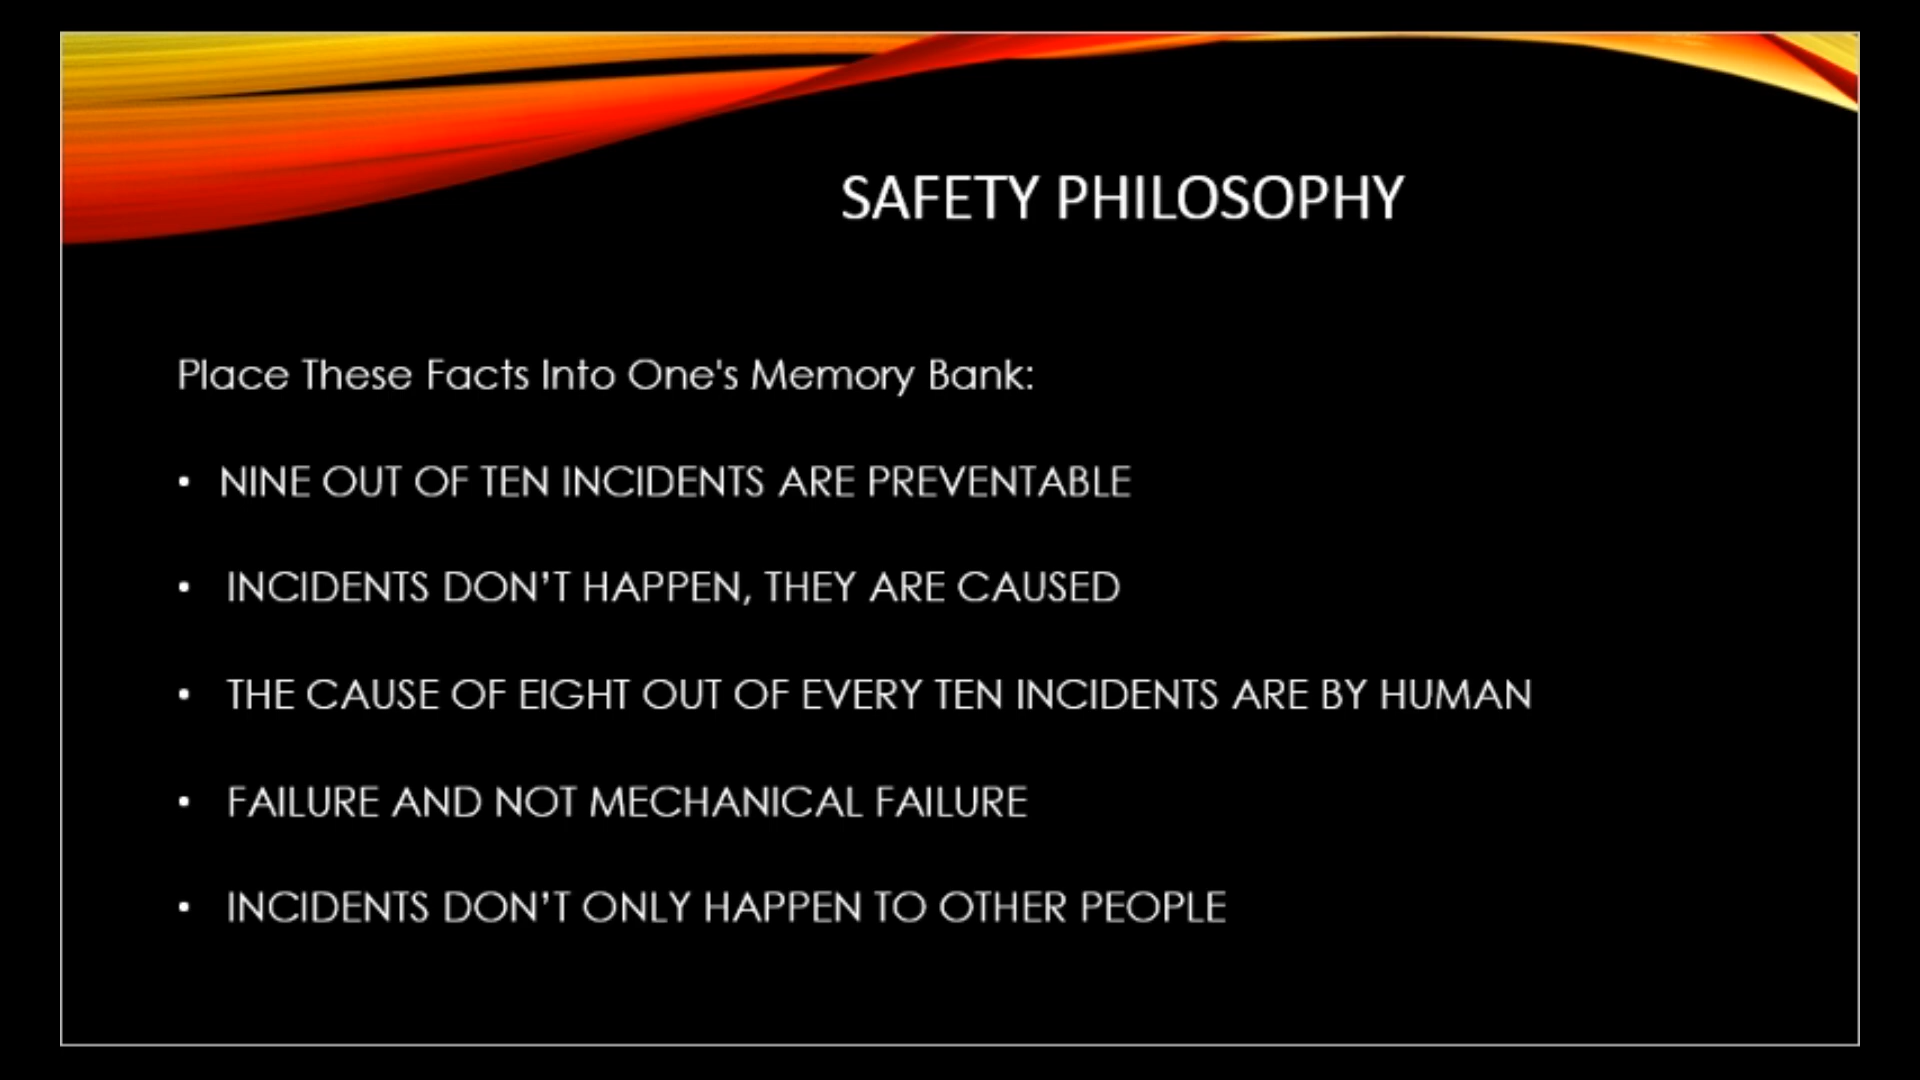 SAFETY PHILOSOPHY
Place These Facts Into One's Memory Bank:
• NINE OUT OF TEN INCIDENTS ARE PREVENTABLE
• INCIDENTS DON’T HAPPEN, THEY ARE CAUSED
• THE CAUSE OF EIGHT OUT OF EVERY TEN INCIDENTS ARE BY HUMAN
• FAILURE AND NOT MECHANICAL FAILURE
• INCIDENTS DON’T ONLY HAPPEN TO OTHER PEOPLE